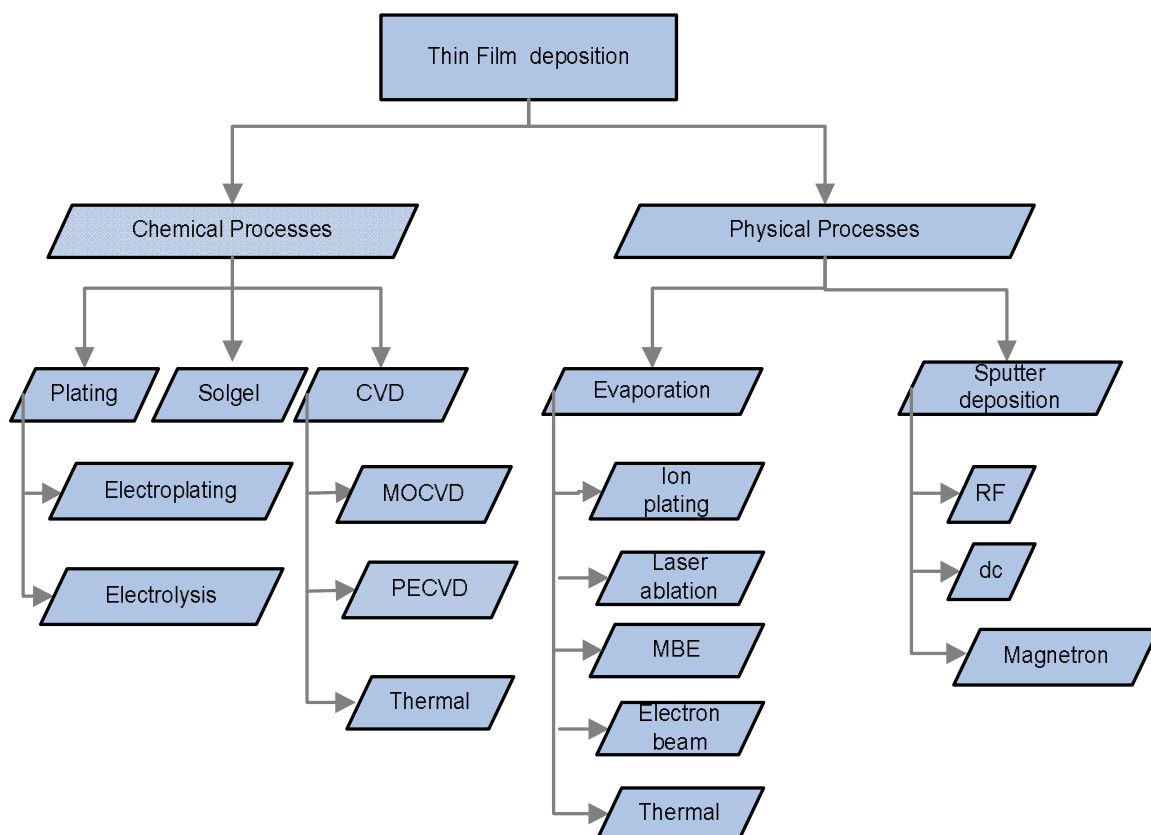 Thin Film deposition
Chemical Processes
Physical Processes
Plating
Solgel
CVD
Evaporation
Sputter
deposition
Electroplating
Electrolysis
MOCVD
PECVD
Thermal
Ion
plating
Laser
ablation
MBE
Electron
beam
Thermal
RF
dc
Magnetron